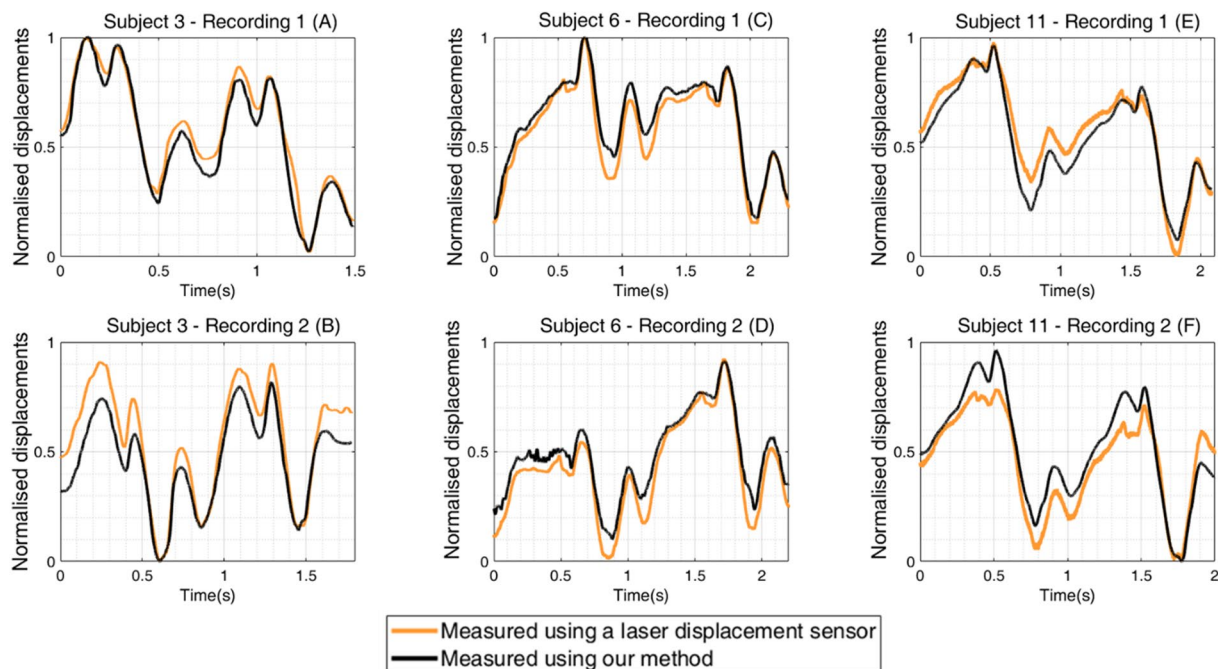 Subject 3 - Recording 1 (A)
Normalised displacements
1
0.5
0
0
0.5
1
1.5
Time(s)
Subject 6 - Recording 1 (C)
Normalised displacements
1
0.5
0
0
0.5
1
1.5
2
Time(s)
Subject 11 - Recording 1 (E)
Normalised displacements
1
0.5
0
0
0.5
1
1.5
2
Time(s)
Subject 3 - Recording 2 (B)
Normalised displacements
1
0.5
0
0
0.5
1
1.5
Time(s)
Subject 6 - Recording 2 (D)
Normalised displacements
1
0.5
0
0
0.5
1
1.5
2
Time(s)
Subject 11 - Recording 2 (F)
Normalised displacements
1
0.5
0
0
0.5
1
1.5
2
Time(s)
Measured using a laser displacement sensor
Measured using our method